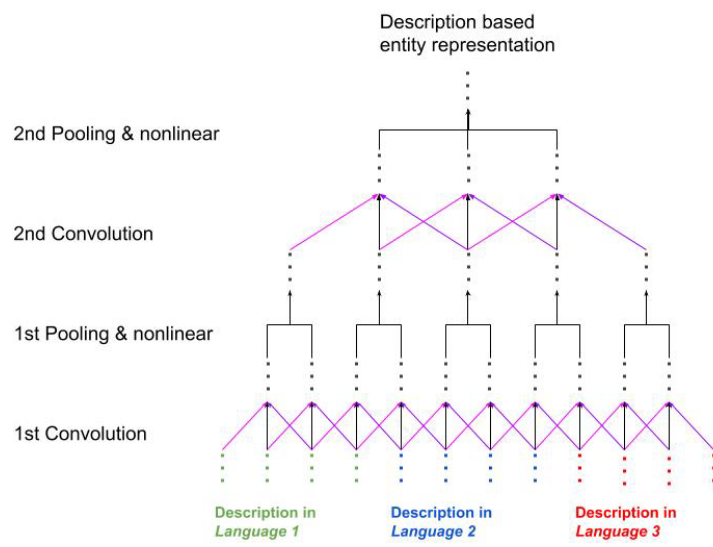 Description based
entity representation
2nd Pooling & nonlinear
2nd Convolution
1st Pooling & nonlinear
1st Convolution
Description in
Language 1
Description in
Language 2
Description in
Language 3